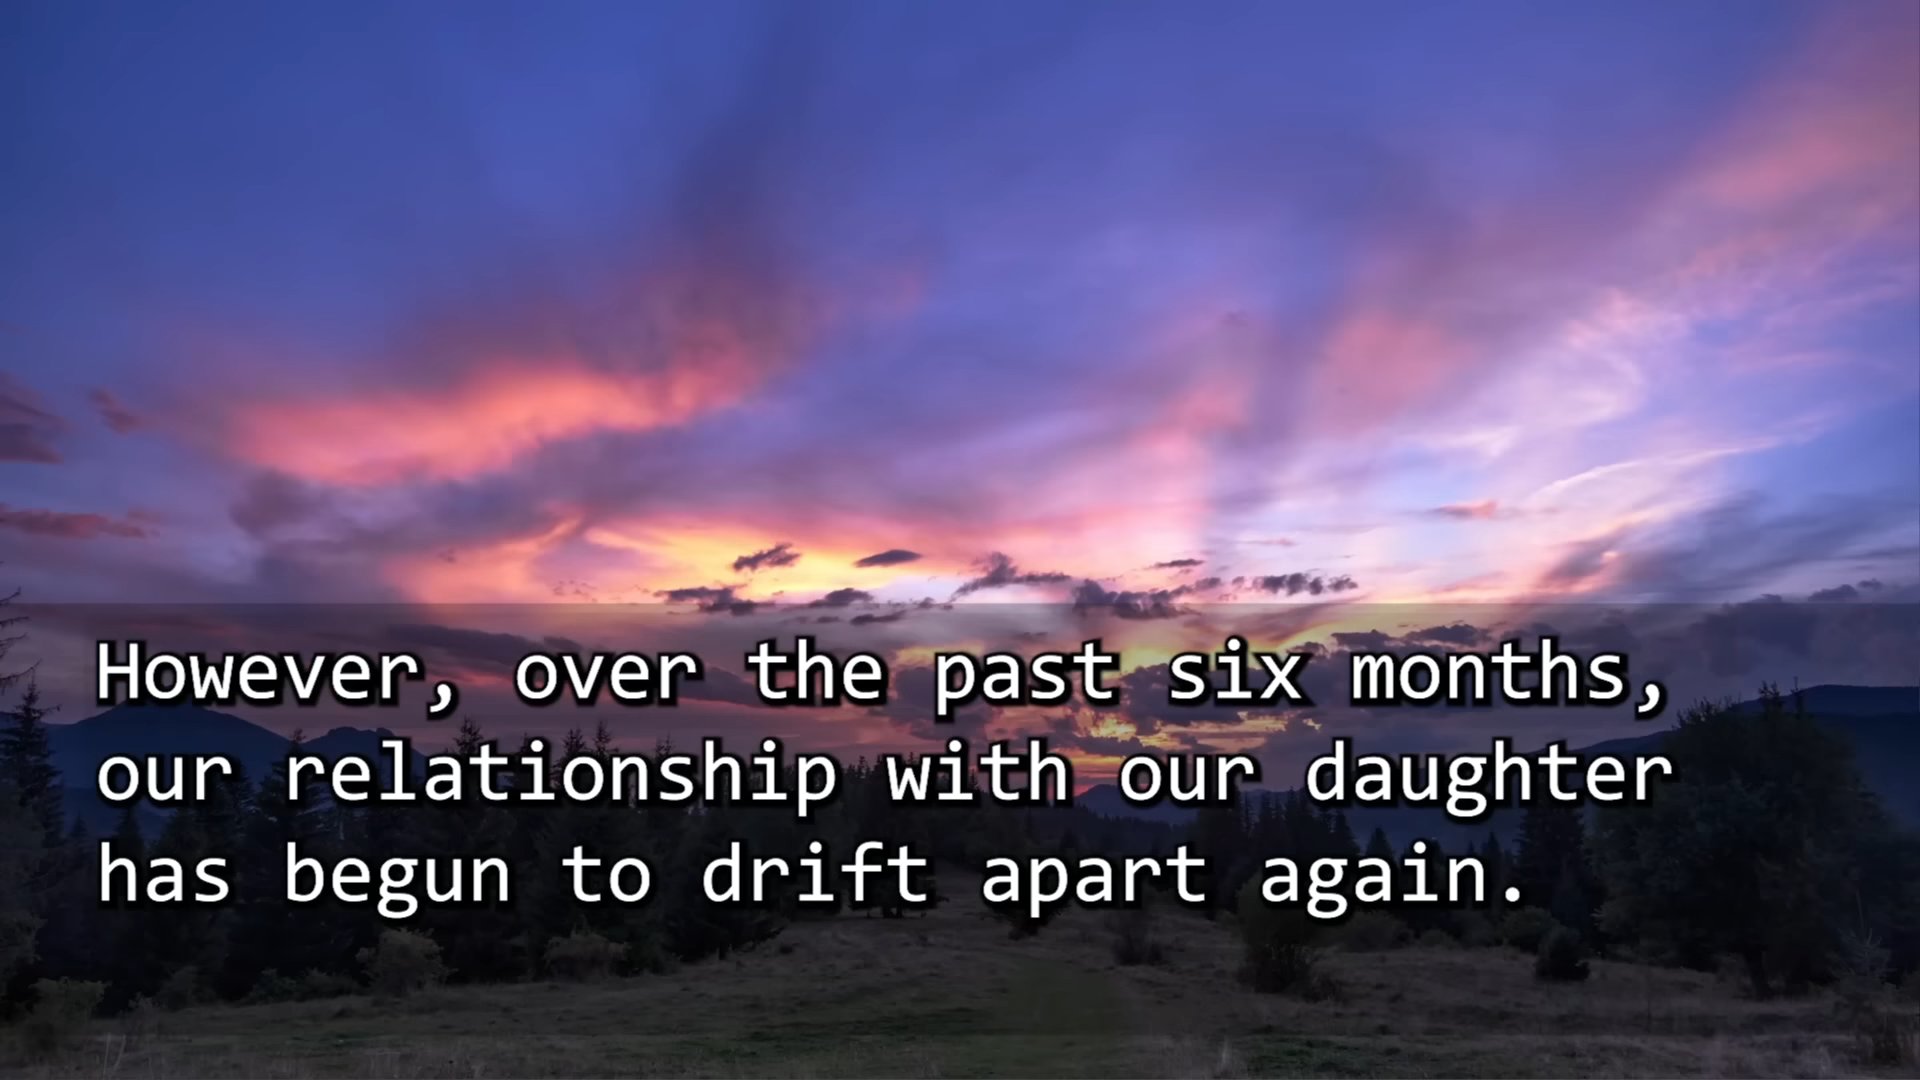 However, over the past six months,
our relationship with our daughter
has begun to drift apart again.